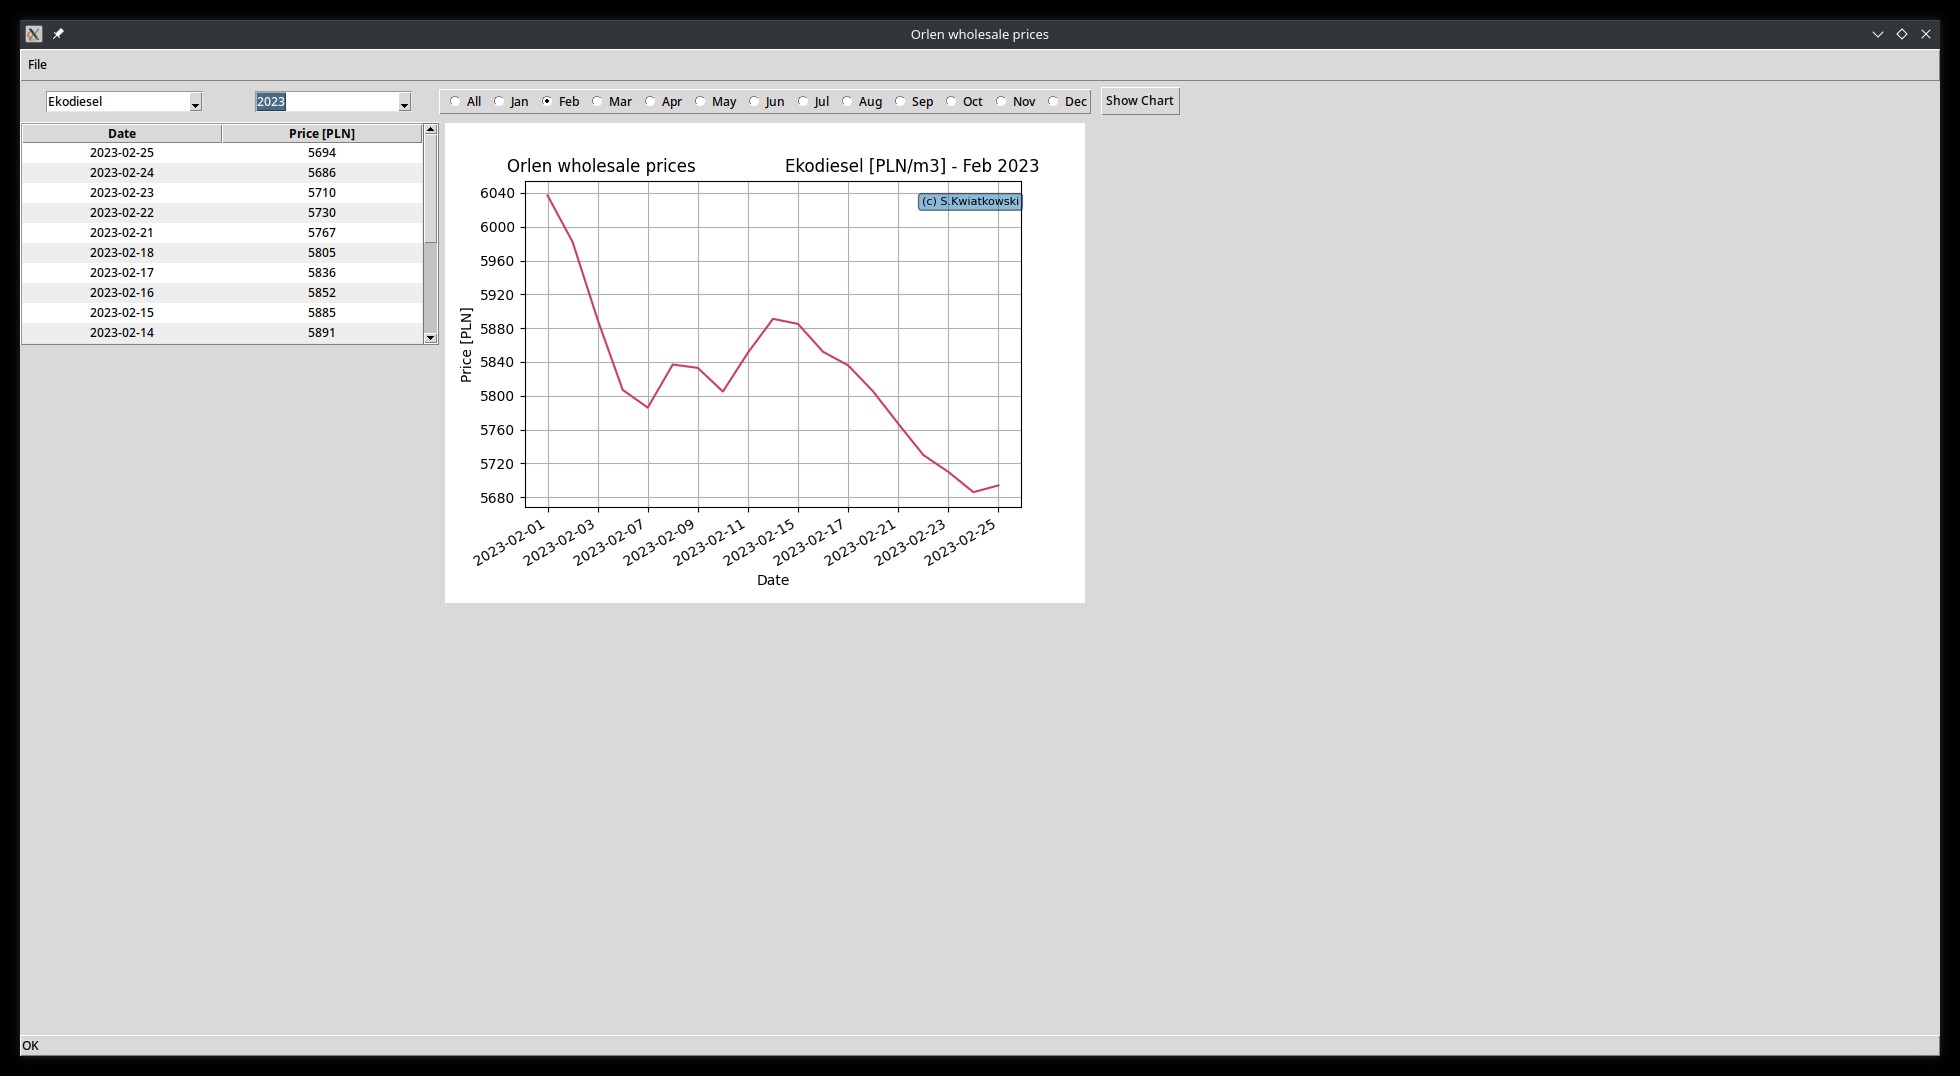 Orlen wholesale prices
File
Ekodiesel 2023 All Jan Feb Mar Apr May Jun Jul Aug Sep Oct Nov Dec Show Chart
Date Price [PLN]
2023-02-25 5694
2023-02-24 5686
2023-02-23 5710
2023-02-22 5730
2023-02-21 5767
2023-02-18 5805
2023-02-17 5836
2023-02-16 5852
2023-02-15 5885
2023-02-14 5891
Orlen wholesale prices Ekodiesel [PLN/m3] - Feb 2023
(c) S.Kwiatkowski
6040
6000
5960
5920
5880
5840
5800
5760
5720
5680
Price [PLN]
2023-02-01 2023-02-03 2023-02-07 2023-02-09 2023-02-11 2023-02-15 2023-02-17 2023-02-21 2023-02-23 2023-02-25
Date
OK